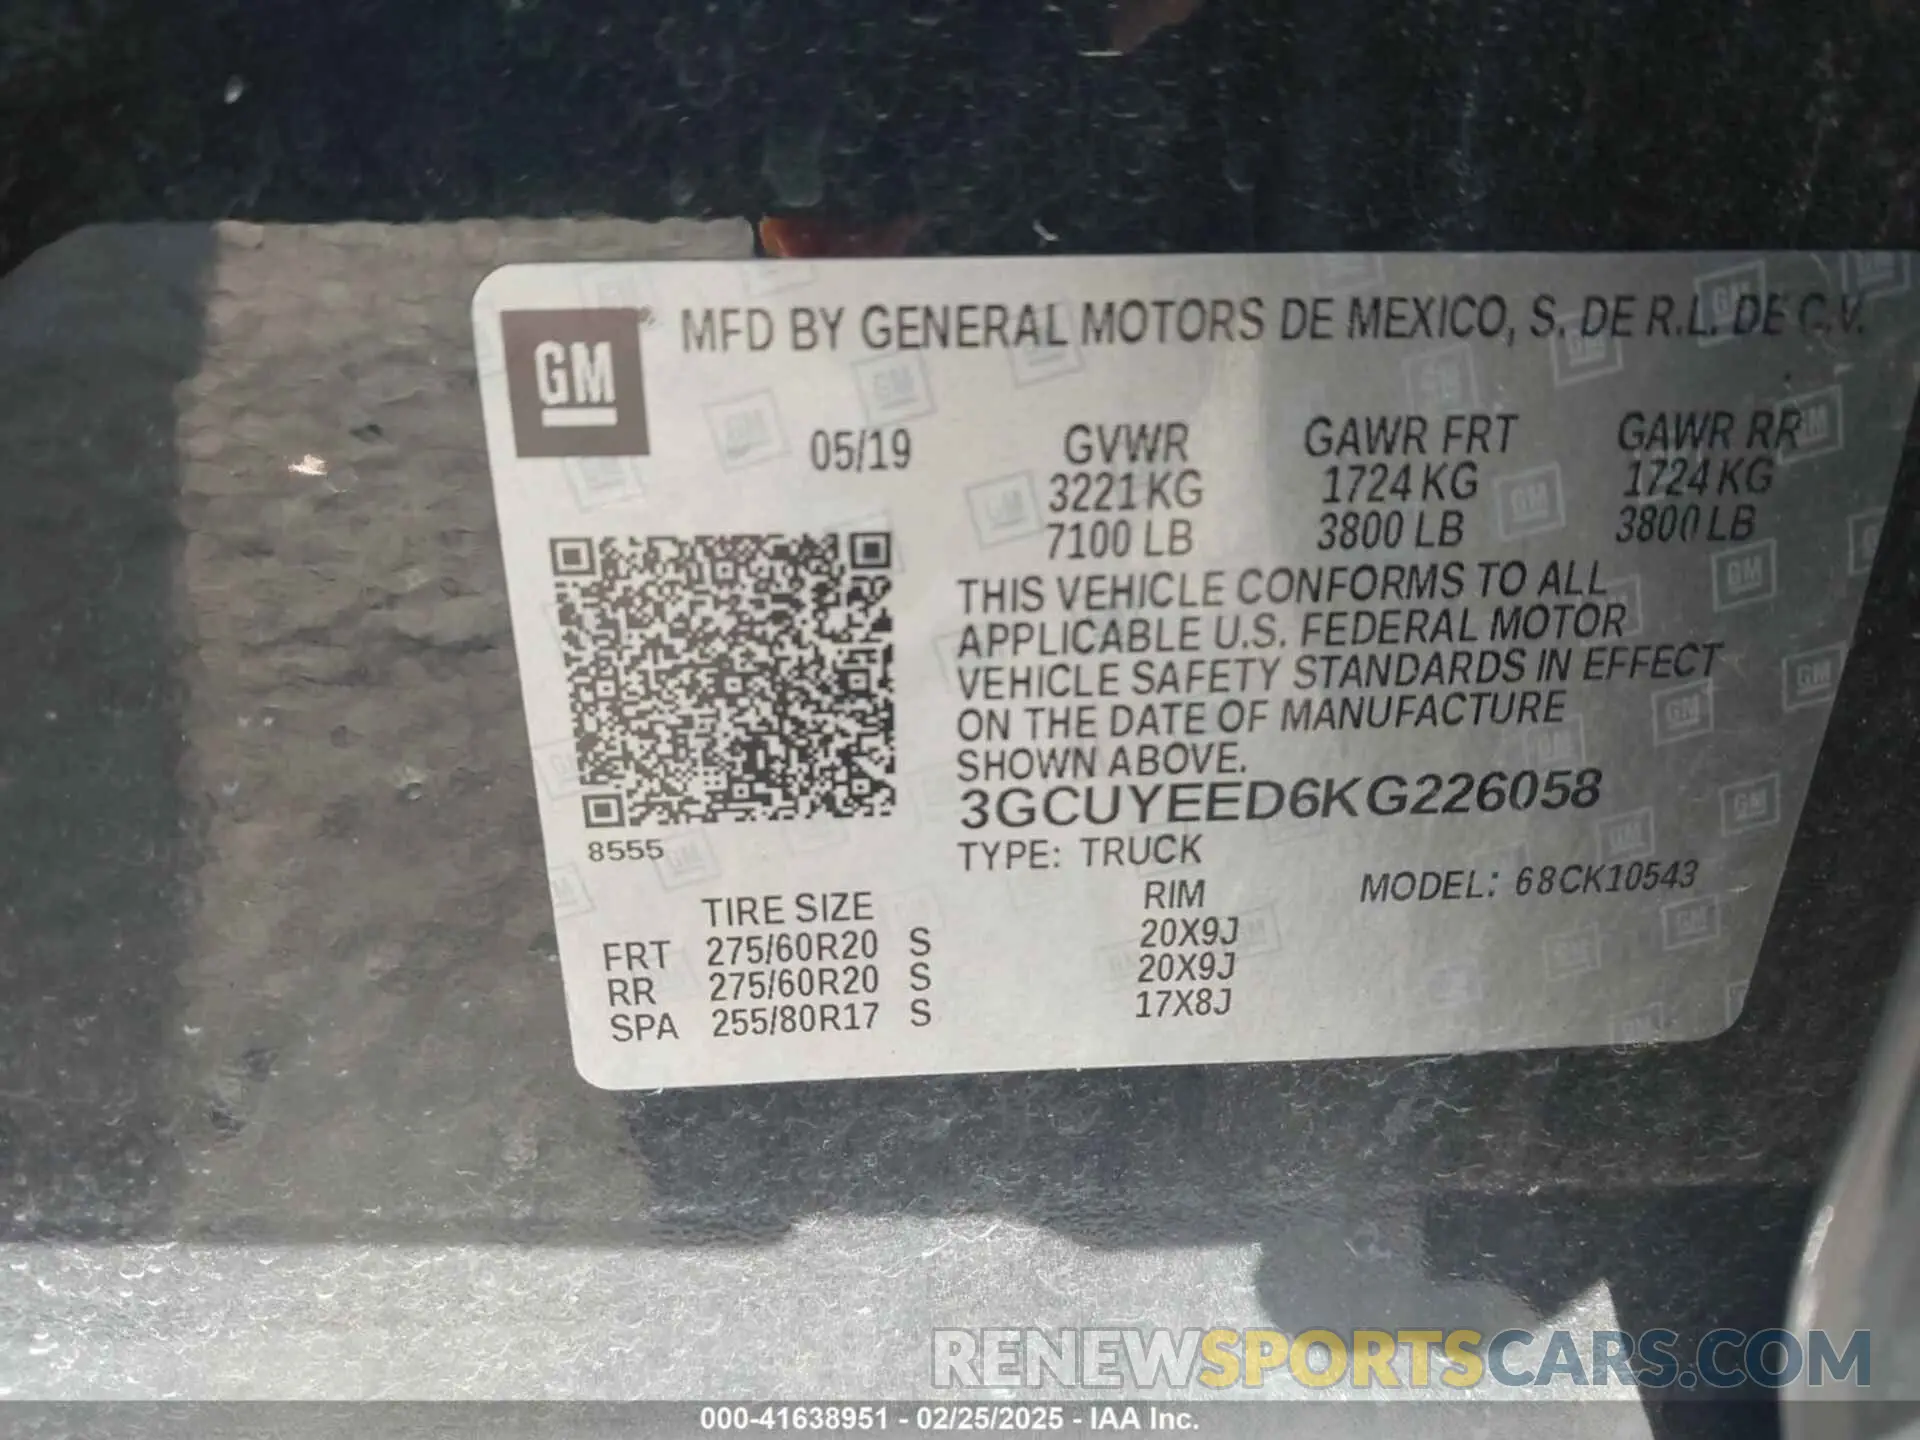 GM
MFD BY GENERAL MOTORS DE MEXICO, S. DE R.L. DE C.V.
05/19
GVWR GAWR FRT GAWR RR
3221 KG 1724 KG 1724 KG
7100 LB 3800 LB 3800 LB
THIS VEHICLE CONFORMS TO ALL
APPLICABLE U.S. FEDERAL MOTOR
VEHICLE SAFETY STANDARDS IN EFFECT
ON THE DATE OF MANUFACTURE
SHOWN ABOVE.
3GCUYEED6KG226058
8555
TYPE: TRUCK
MODEL: 68CK10543
TIRE SIZE RIM
FRT 275/60R20 S 20X9J
RR 275/60R20 S 20X9J
SPA 255/80R17 S 17X8J
RENEWSPORTSCARS.COM
000-41638951 - 02/25/2025 - IAA Inc.